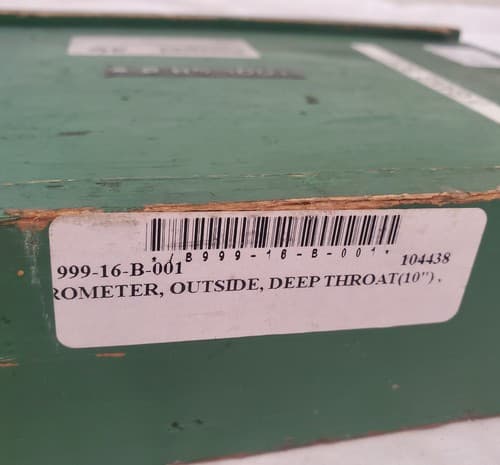 */B999-16-B-001*
999-16-B-001 104438
ROMETER, OUTSIDE, DEEP THROAT(10"),